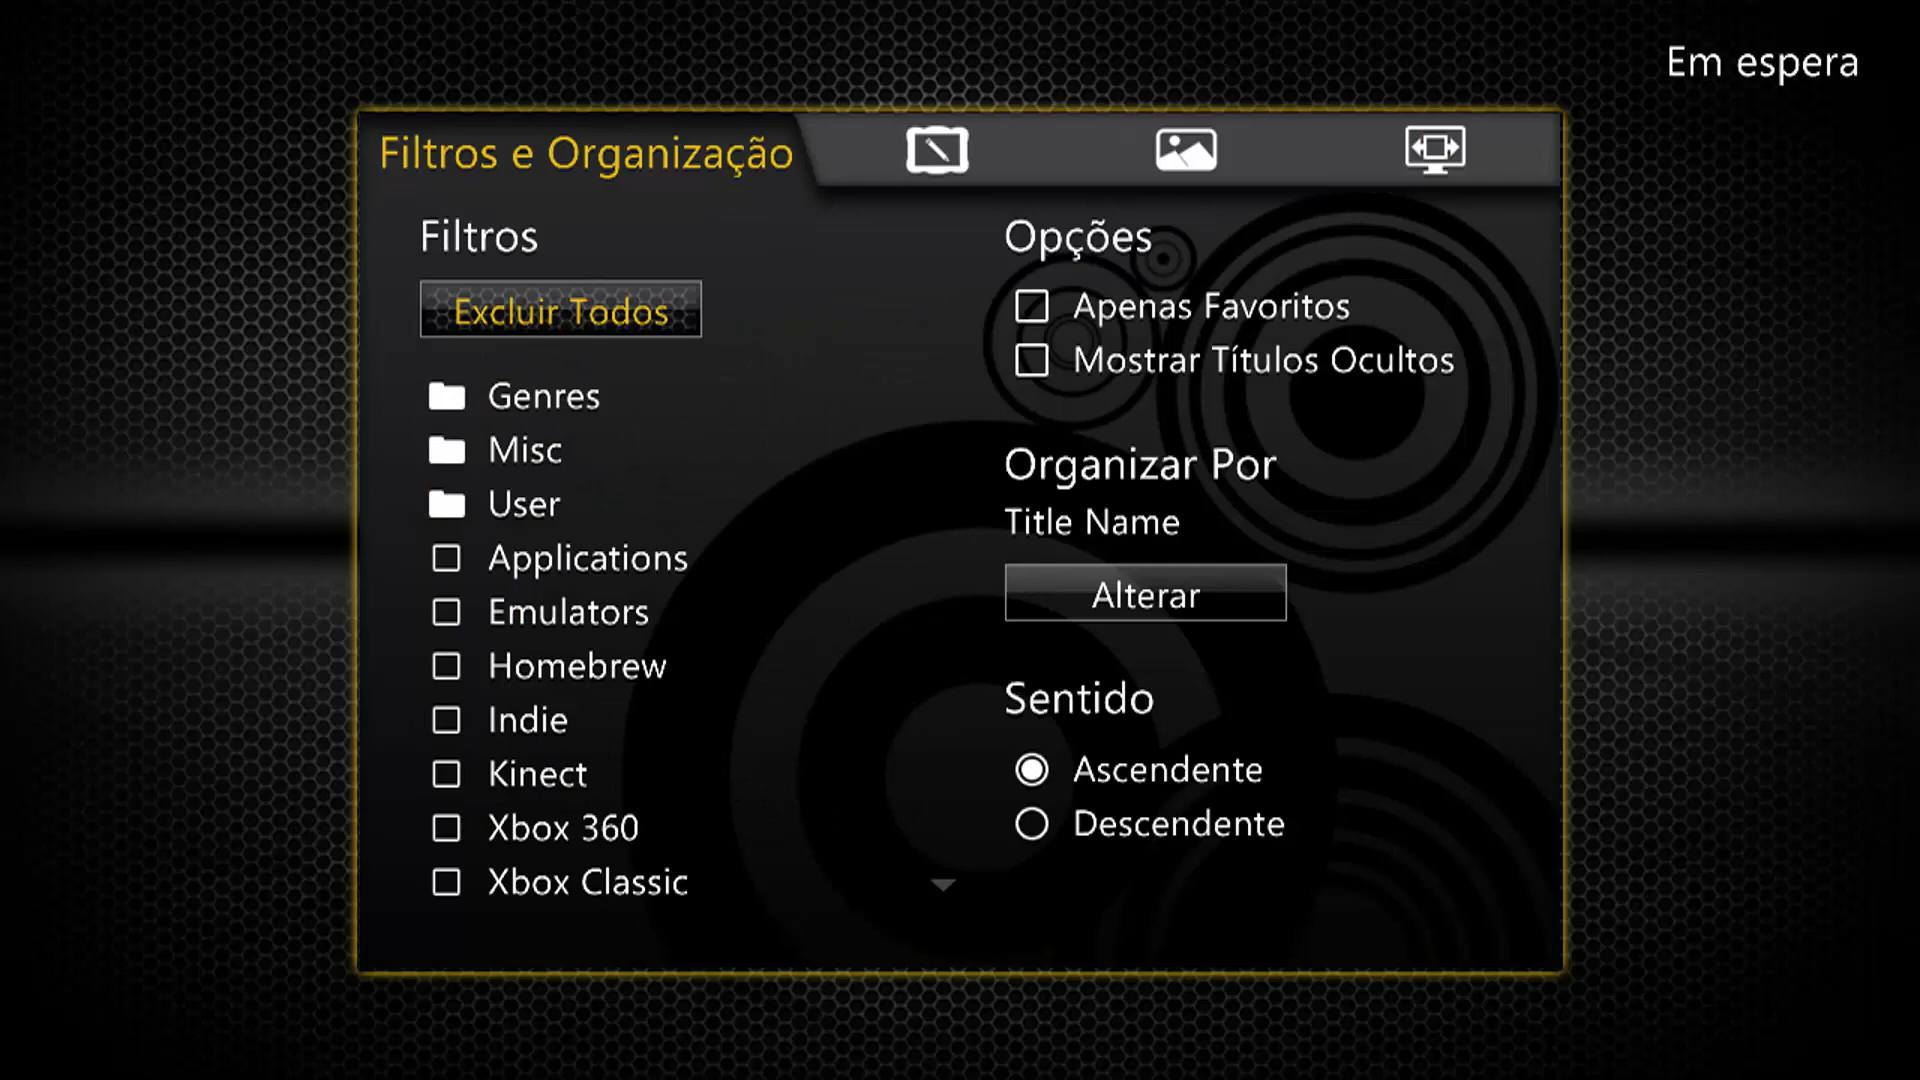 Em espera
Filtros e Organização
Filtros
Excluir Todos
Genres
Misc
User
Applications
Emulators
Homebrew
Indie
Kinect
Xbox 360
Xbox Classic
Opções
Apenas Favoritos
Mostrar Títulos Ocultos
Organizar Por
Title Name
Alterar
Sentido
Ascendente
Descendente